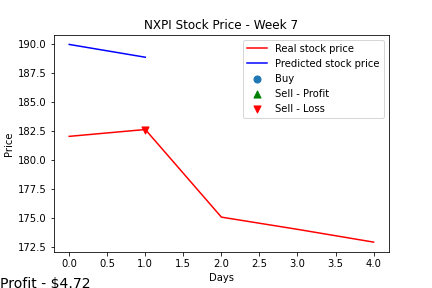 NXPI Stock Price - Week 7
Real stock price
Predicted stock price
Buy
Sell - Profit
Sell - Loss
Price
190.0
187.5
185.0
182.5
180.0
177.5
175.0
172.5
0.0 0.5 1.0 1.5 2.0 2.5 3.0 3.5 4.0
Days
Profit - $4.72